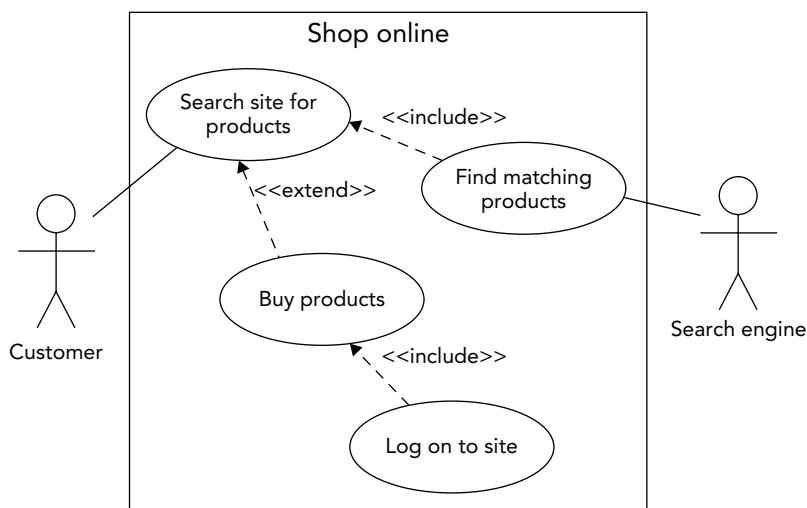 Shop online
Search site for
products
<<include>>
Find matching
products
<<extend>>
Buy products
Customer
Search engine
<<include>>
Log on to site